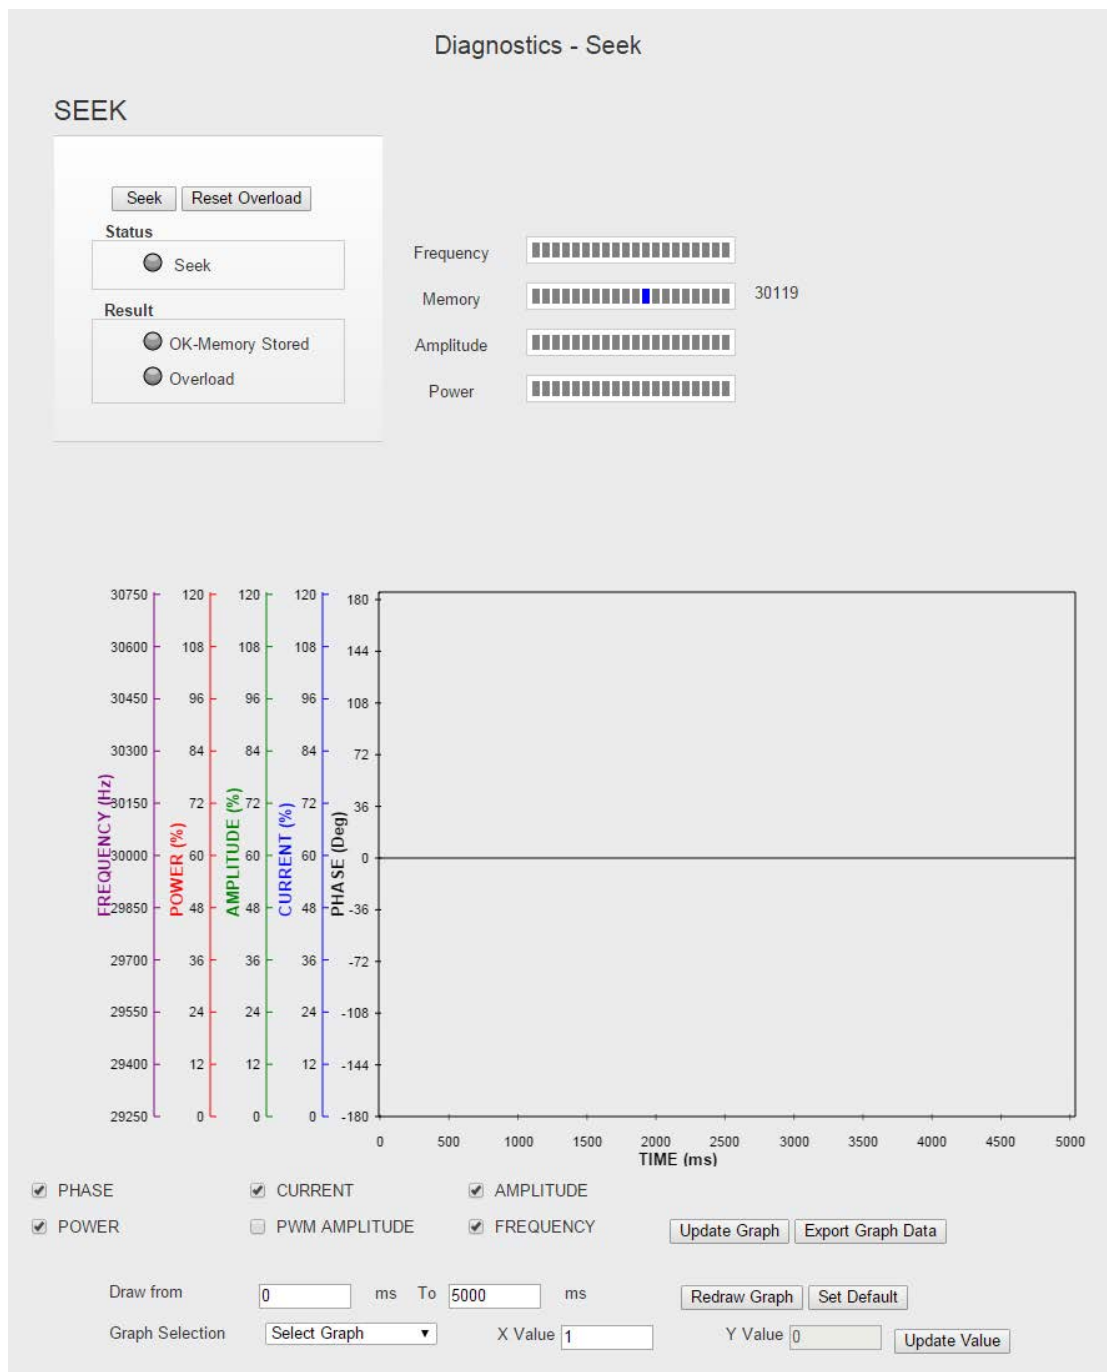 Diagnostics - Seek
SEEK
Seek Reset Overload
Status
Seek
Result
OK-Memory Stored
Overload
Frequency
Memory 30119
Amplitude
Power
30750 120 120 120 180
30600 108 108 108 144
30450 96 96 96 108
30300 84 84 84 72
30150 72 72 72 36
30000 60 60 60 0
29850 48 48 48 -36
29700 36 36 36 -72
29550 24 24 24 -108
29400 12 12 12 -144
29250 0 0 0 -180
FREQUENCY (Hz)
POWER (%)
AMPLITUDE (%)
CURRENT (%)
PHASE (Deg)
0 500 1000 1500 2000 2500 3000 3500 4000 4500 5000
TIME (ms)
PHASE CURRENT AMPLITUDE
POWER PWM AMPLITUDE FREQUENCY Update Graph Export Graph Data
Draw from 0 ms To 5000 ms Redraw Graph Set Default
Graph Selection Select Graph X Value 1 Y Value 0 Update Value